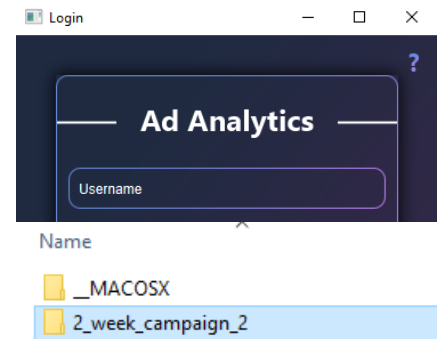 Login
?
Ad Analytics
Username
Name
__MACOSX
2_week_campaign_2